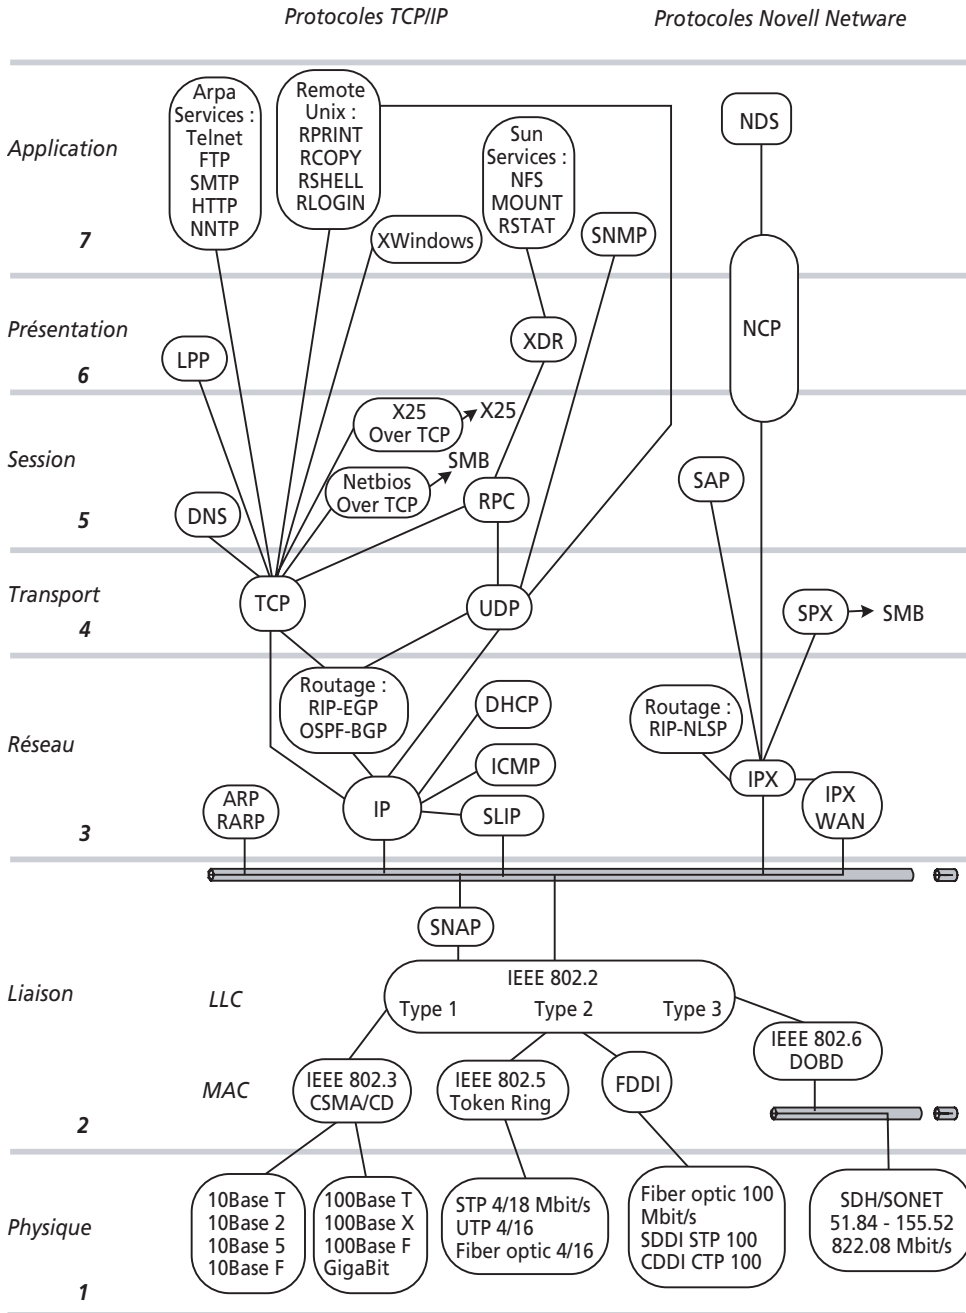 Protocoles TCP/IP
Protocoles Novell Netware
Application
7
Arpa
Services :
Telnet
FTP
SMTP
HTTP
NNTP
Remote
Unix :
RPRINT
RCOPY
RSHELL
RLOGIN
XWindows
Sun
Services :
NFS
MOUNT
RSTAT
SNMP
NDS
Présentation
6
LPP
XDR
NCP
Session
5
DNS
X25
Over TCP
X25
Netbios
Over TCP
SMB
RPC
SAP
Transport
4
TCP
UDP
SPX
SMB
Réseau
3
Routage :
RIP-EGP
OSPF-BGP
DHCP
ICMP
SLIP
IP
ARP
RARP
Routage :
RIP-NLSP
IPX
IPX
WAN
Liaison
2
SNAP
LLC
IEEE 802.2
Type 1
Type 2
Type 3
MAC
IEEE 802.3
CSMA/CD
IEEE 802.5
Token Ring
FDDI
IEEE 802.6
DOBD
Physique
1
10Base T
10Base 2
10Base 5
10Base F
100Base T
100Base X
100Base F
GigaBit
STP 4/18 Mbit/s
UTP 4/16
Fiber optic 4/16
Fiber optic 100
Mbit/s
SDDI STP 100
CDDI CTP 100
SDH/SONET
51.84 - 155.52
822.08 Mbit/s